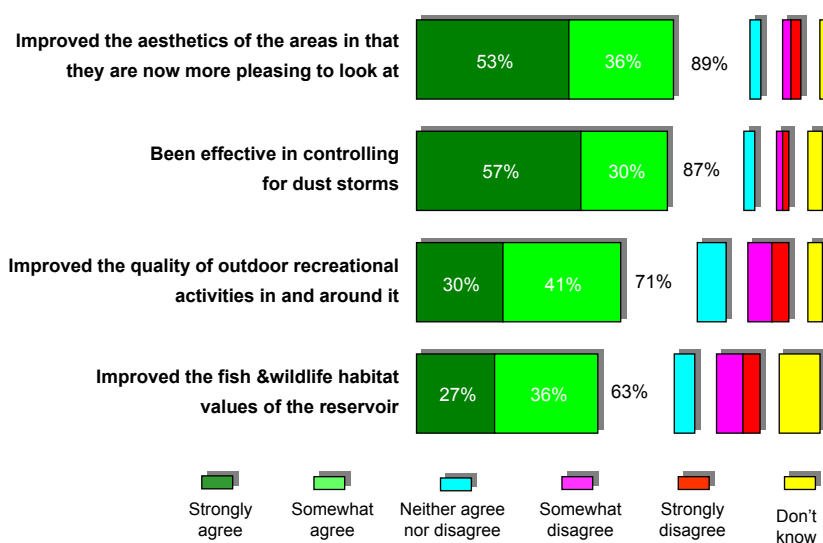 Improved the aesthetics of the areas in that
they are now more pleasing to look at
53% 36% 89%
Been effective in controlling
for dust storms
57% 30% 87%
Improved the quality of outdoor recreational
activities in and around it
30% 41% 71%
Improved the fish &wildlife habitat
values of the reservoir
27% 36% 63%
Strongly
agree
Somewhat
agree
Neither agree
nor disagree
Somewhat
disagree
Strongly
disagree
Don't
know